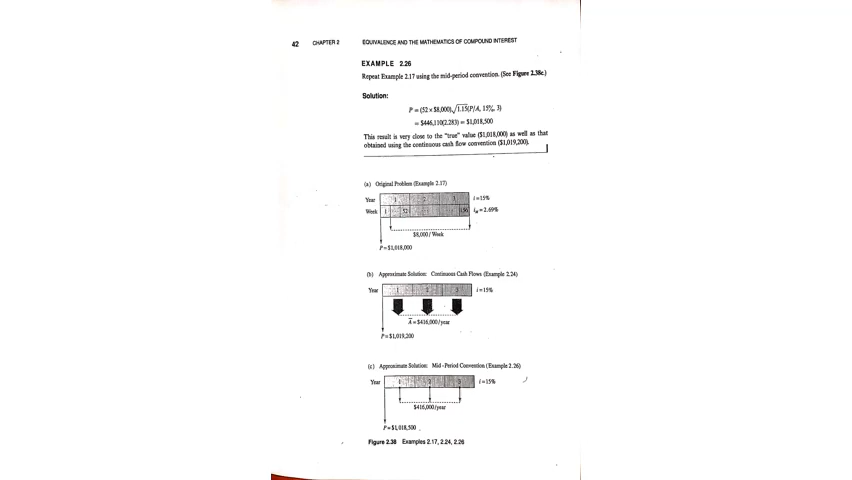 42 CHAPTER 2 EQUIVALENCE AND THE MATHEMATICS OF COMPOUND INTEREST
EXAMPLE 2.26
Repeat Example 2.17 using the mid-period convention. (See Figure 2.38c.)
Solution:
P = (52 × $8,000)√1.15(P/A, 15%, 3)
= $446,110(2.283) = $1,018,500
This result is very close to the "true" value ($1,018,000) as well as that
obtained using the continuous cash flow convention ($1,019,200).
(a) Original Problem (Example 2.17)
Year 1 2 3 i=15%
Week 1 52 156 =2.69%
$8,000/Week
P=$1,018,000
(b) Approximate Solution: Continuous Cash Flows (Example 2.24)
Year 1 2 3 i=15%
Ā=$416,000/year
P=$1,019,200
(c) Approximate Solution: Mid-Period Convention (Example 2.26)
Year 1 2 3 i=15%
$416,000/year
P=$1,018,500
Figure 2.38 Examples 2.17, 2.24, 2.26